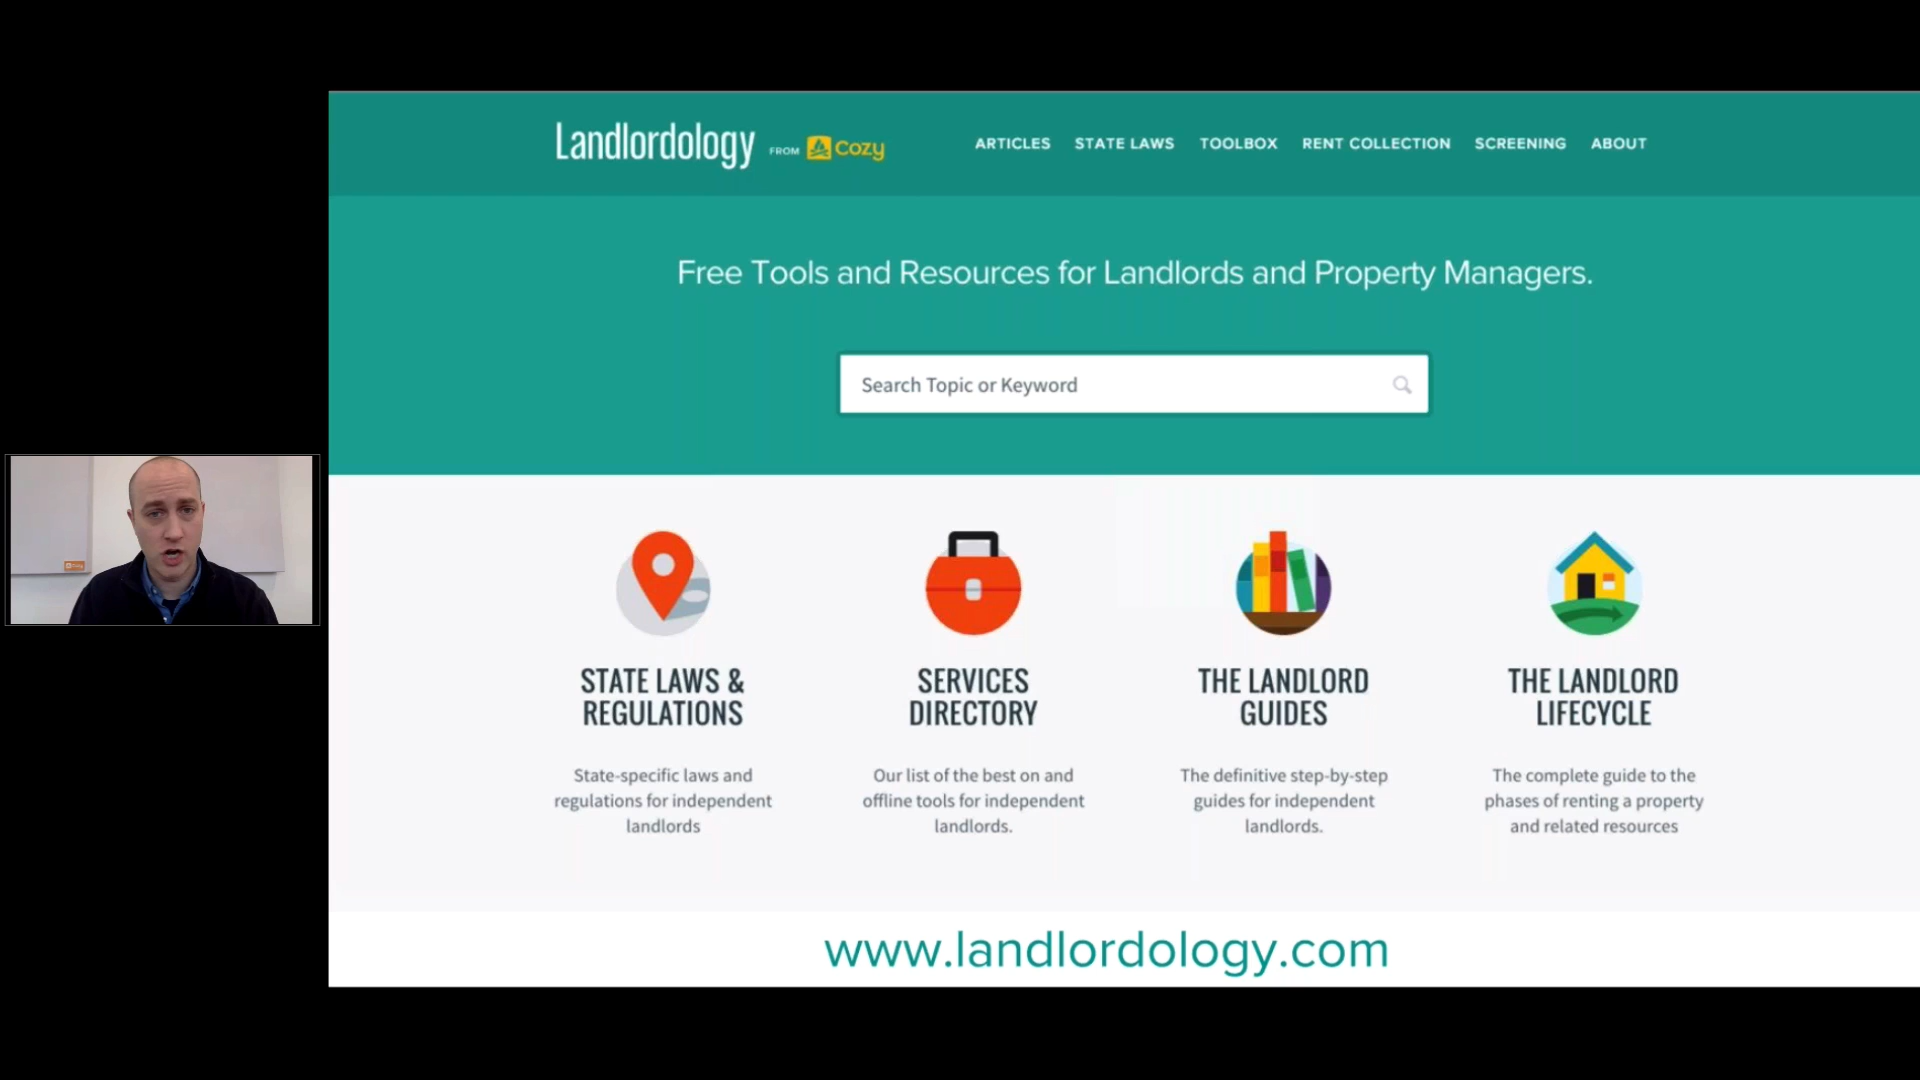 Landlordology FROM Cozy
ARTICLES STATE LAWS TOOLBOX RENT COLLECTION SCREENING ABOUT
Free Tools and Resources for Landlords and Property Managers.
Search Topic or Keyword
STATE LAWS &
REGULATIONS
State-specific laws and
regulations for independent
landlords
SERVICES
DIRECTORY
Our list of the best on and
offline tools for independent
landlords.
THE LANDLORD
GUIDES
The definitive step-by-step
guides for independent
landlords.
THE LANDLORD
LIFECYCLE
The complete guide to the
phases of renting a property
and related resources
www.landlordology.com